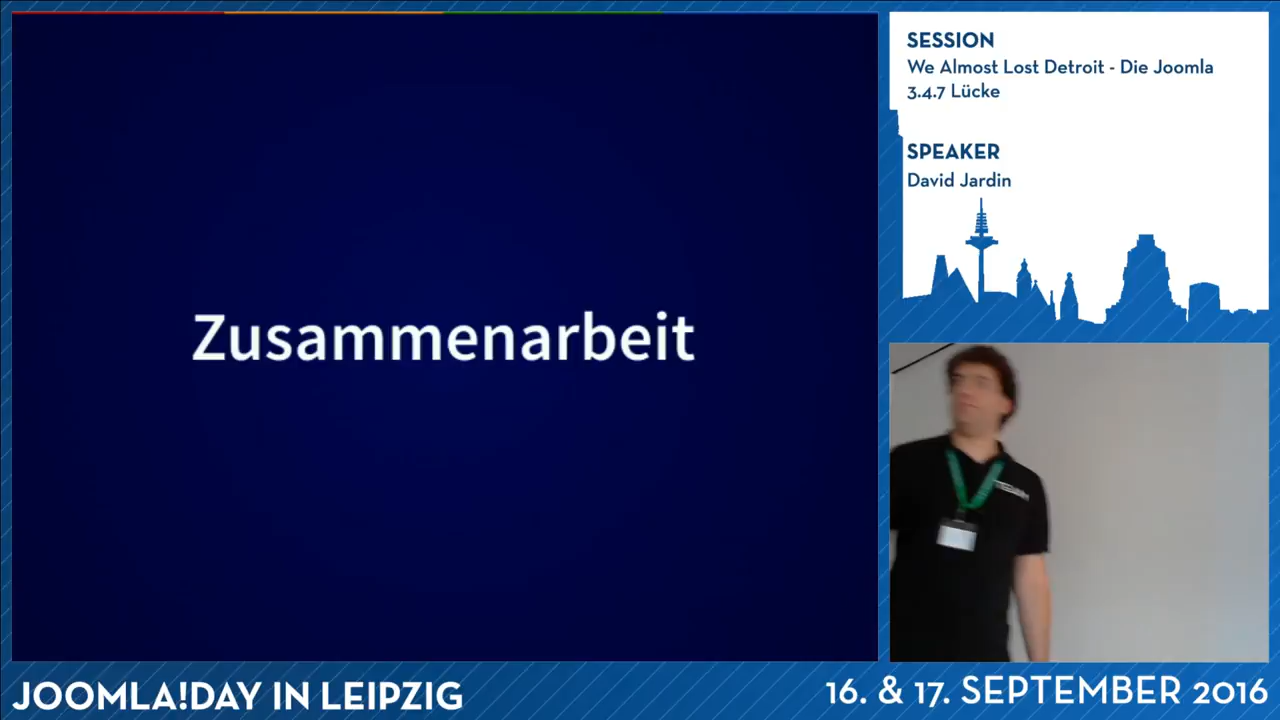 Zusammenarbeit
SESSION
We Almost Lost Detroit - Die Joomla
3.4.7 Lücke
SPEAKER
David Jardin
JOOMLA!DAY IN LEIPZIG
16. & 17. SEPTEMBER 2016